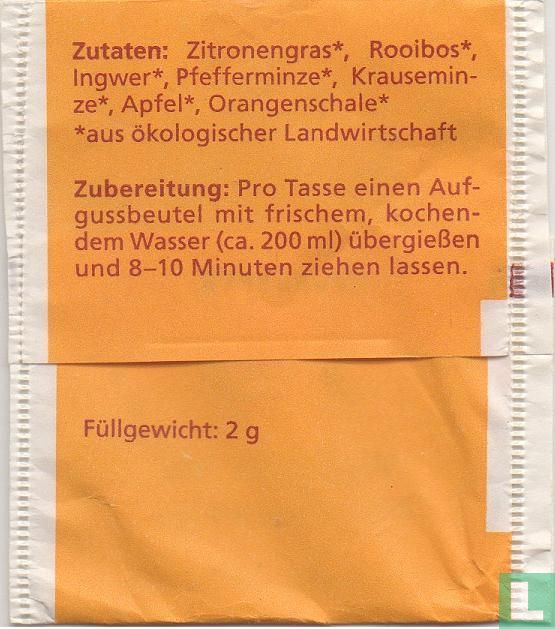 Zutaten: Zitronengras*, Rooibos*,
Ingwer*, Pfefferminze*, Krausemin-
ze*, Apfel*, Orangenschale*
*aus ökologischer Landwirtschaft
Zubereitung: Pro Tasse einen Auf-
gussbeutel mit frischem, kochen-
dem Wasser (ca. 200 ml) übergießen
und 8–10 Minuten ziehen lassen.
Füllgewicht: 2 g
L